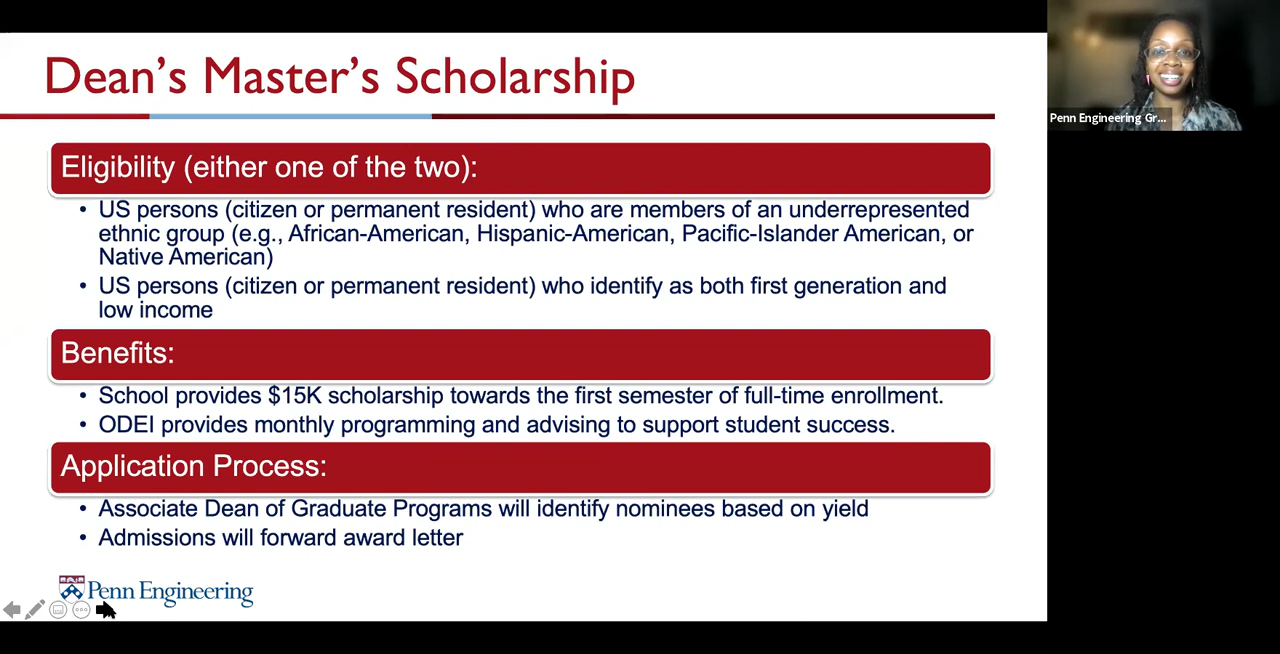 Dean's Master's Scholarship
Eligibility (either one of the two):
• US persons (citizen or permanent resident) who are members of an underrepresented
ethnic group (e.g., African-American, Hispanic-American, Pacific-Islander American, or
Native American)
• US persons (citizen or permanent resident) who identify as both first generation and
low income
Benefits:
• School provides $15K scholarship towards the first semester of full-time enrollment.
• ODEI provides monthly programming and advising to support student success.
Application Process:
• Associate Dean of Graduate Programs will identify nominees based on yield
• Admissions will forward award letter
Penn Engineering
Penn Engineering Gr...